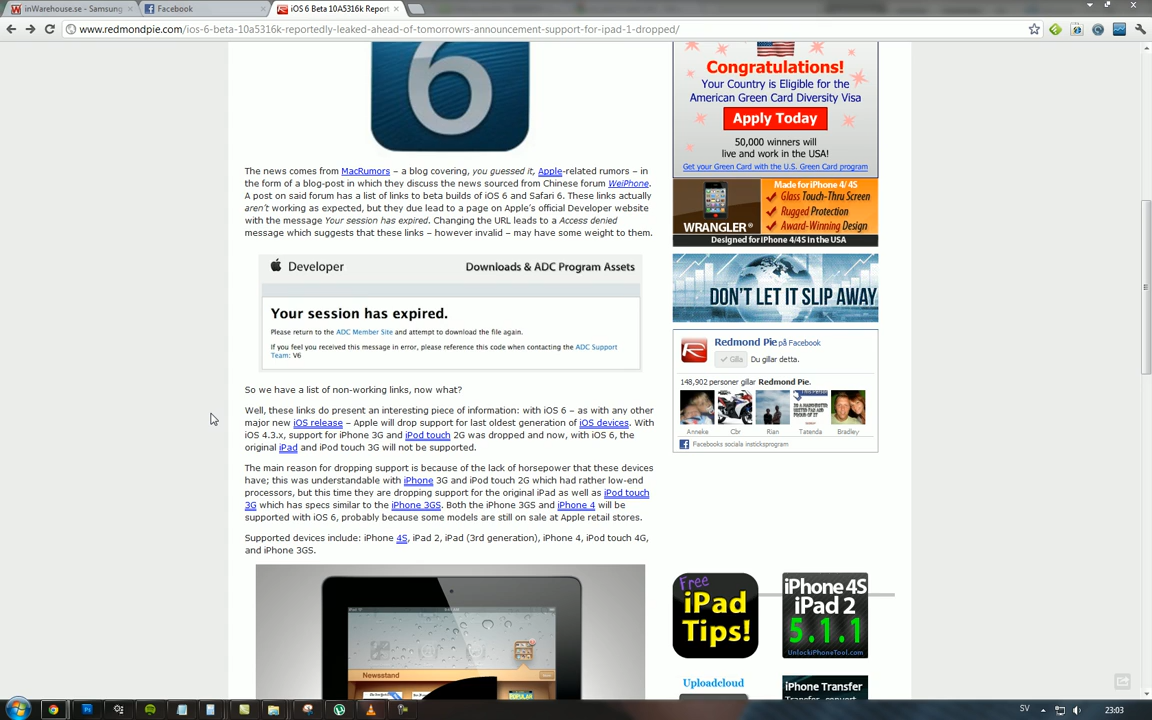 inWarehouse.se - Samsung
Facebook
iOS 6 Beta 10A5316k Report
www.redmondpie.com/ios-6-beta-10a5316k-reportedly-leaked-ahead-of-tomorrows-announcement-support-for-ipad-1-dropped/
6
The news comes from MacRumors – a blog covering, you guessed it, Apple-related rumors – in
the form of a blog-post in which they discuss the news sourced from Chinese forum WeiPhone.
A post on said forum has a list of links to beta builds of iOS 6 and Safari 6. These links actually
aren't working as expected, but they due lead to a page on Apple's official Developer website
with the message Your session has expired. Changing the URL leads to a Access denied
message which suggests that these links – however invalid – may have some weight to them.
Developer
Downloads & ADC Program Assets
Your session has expired.
Please return to the ADC Member Site and attempt to download the file again.
If you feel you received this message in error, please reference this code when contacting the ADC Support
Team: V6
So we have a list of non-working links, now what?
Well, these links do present an interesting piece of information: with iOS 6 – as with any other
major new iOS release – Apple will drop support for last oldest generation of iOS devices. With
iOS 4.3.x, support for iPhone 3G and iPod touch 2G was dropped and now, with iOS 6, the
original iPad and iPod touch 3G will not be supported.
The main reason for dropping support is because of the lack of horsepower that these devices
have; this was understandable with iPhone 3G and iPod touch 2G which had rather low-end
processors, but this time they are dropping support for the original iPad as well as iPod touch
3G which has specs similar to the iPhone 3GS. Both the iPhone 3GS and iPhone 4 will be
supported with iOS 6, probably because some models are still on sale at Apple retail stores.
Supported devices include: iPhone 4S, iPad 2, iPad (3rd generation), iPhone 4, iPod touch 4G,
and iPhone 3GS.
Newsstand
Congratulations!
Your Country is Eligible for the
American Green Card Diversity Visa
Apply Today
50,000 winners will
live and work in the USA!
Get your Green Card with the U.S. Green Card program
Made for iPhone 4/ 4S
Glass Touch-Thru Screen
Rugged Protection
Award-Winning Design
WRANGLER
Designed for iPhone 4/4S in the USA
DON'T LET IT SLIP AWAY
Redmond Pie på Facebook
Gilla
Du gillar detta.
148,902 personer gillar Redmond Pie.
Anneke
Cbr
Rian
Tatenda
Bradley
Facebooks sociala insticksprogram
Free
iPad
Tips!
iPhone 4S
iPad 2
5.1.1
UnlockiPhoneTool.com
Uploadcloud
iPhone Transfer
SV
23:03